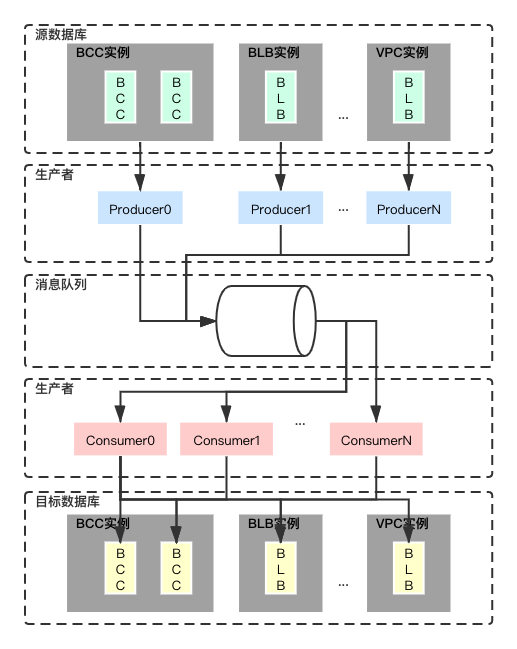 源数据库
BCC实例
BLB实例
VPC实例
B
C
C
B
C
C
B
L
B
...
B
L
B
生产者
Producer0
Producer1
...
ProducerN
消息队列
生产者
...
Consumer0
Consumer1
ConsumerN
目标数据库
BCC实例
BLB实例
VPC实例
B
C
C
B
C
C
B
L
B
...
B
L
B